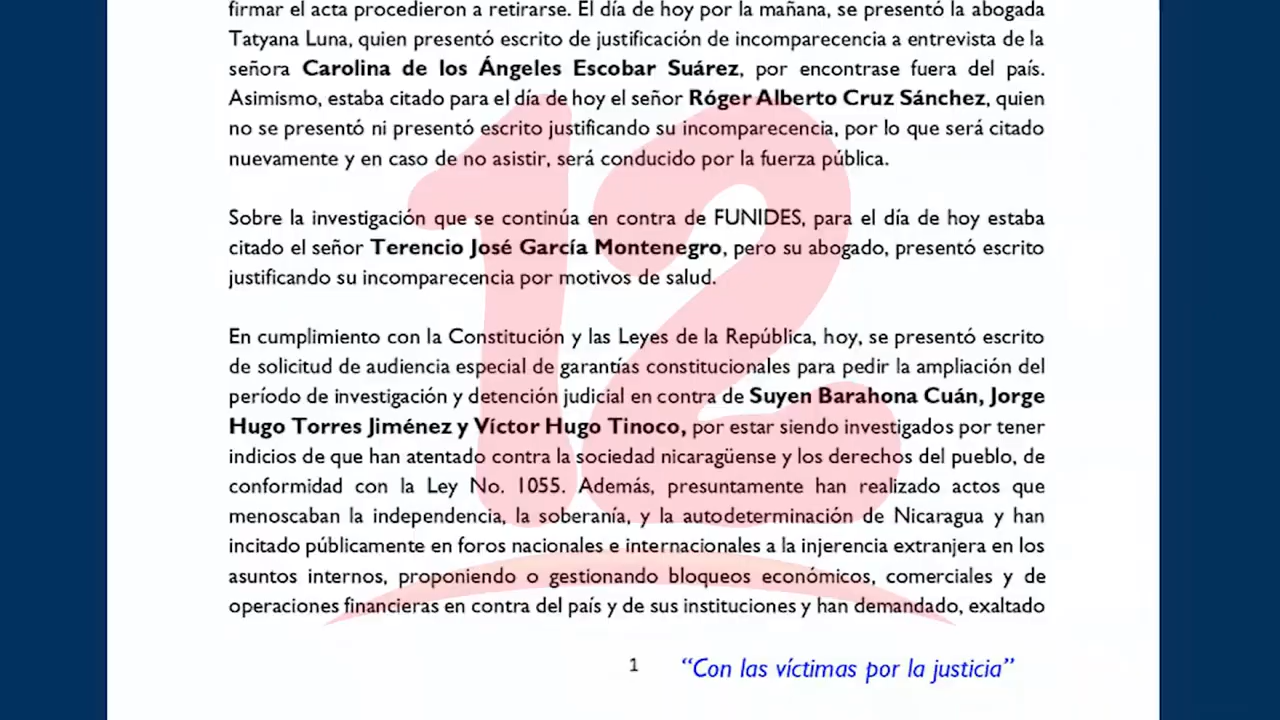 firmar el acta procedieron a retirarse. El día de hoy por la mañana, se presentó la abogada
Tatyana Luna, quien presentó escrito de justificación de incomparecencia a entrevista de la
señora Carolina de los Ángeles Escobar Suárez, por encontrase fuera del país.
Asimismo, estaba citado para el día de hoy el señor Róger Alberto Cruz Sánchez, quien
no se presentó ni presentó escrito justificando su incomparecencia, por lo que será citado
nuevamente y en caso de no asistir, será conducido por la fuerza pública.
Sobre la investigación que se continúa en contra de FUNIDES, para el día de hoy estaba
citado el señor Terencio José García Montenegro, pero su abogado, presentó escrito
justificando su incomparecencia por motivos de salud.
En cumplimiento con la Constitución y las Leyes de la República, hoy, se presentó escrito
de solicitud de audiencia especial de garantías constitucionales para pedir la ampliación del
período de investigación y detención judicial en contra de Suyen Barahona Cuán, Jorge
Hugo Torres Jiménez y Víctor Hugo Tinoco, por estar siendo investigados por tener
indicios de que han atentado contra la sociedad nicaragüense y los derechos del pueblo, de
conformidad con la Ley No. 1055. Además, presuntamente han realizado actos que
menoscaban la independencia, la soberanía, y la autodeterminación de Nicaragua y han
incitado públicamente en foros nacionales e internacionales a la injerencia extranjera en los
asuntos internos, proponiendo o gestionando bloqueos económicos, comerciales y de
operaciones financieras en contra del país y de sus instituciones y han demandado, exaltado
12
1 “Con las víctimas por la justicia”